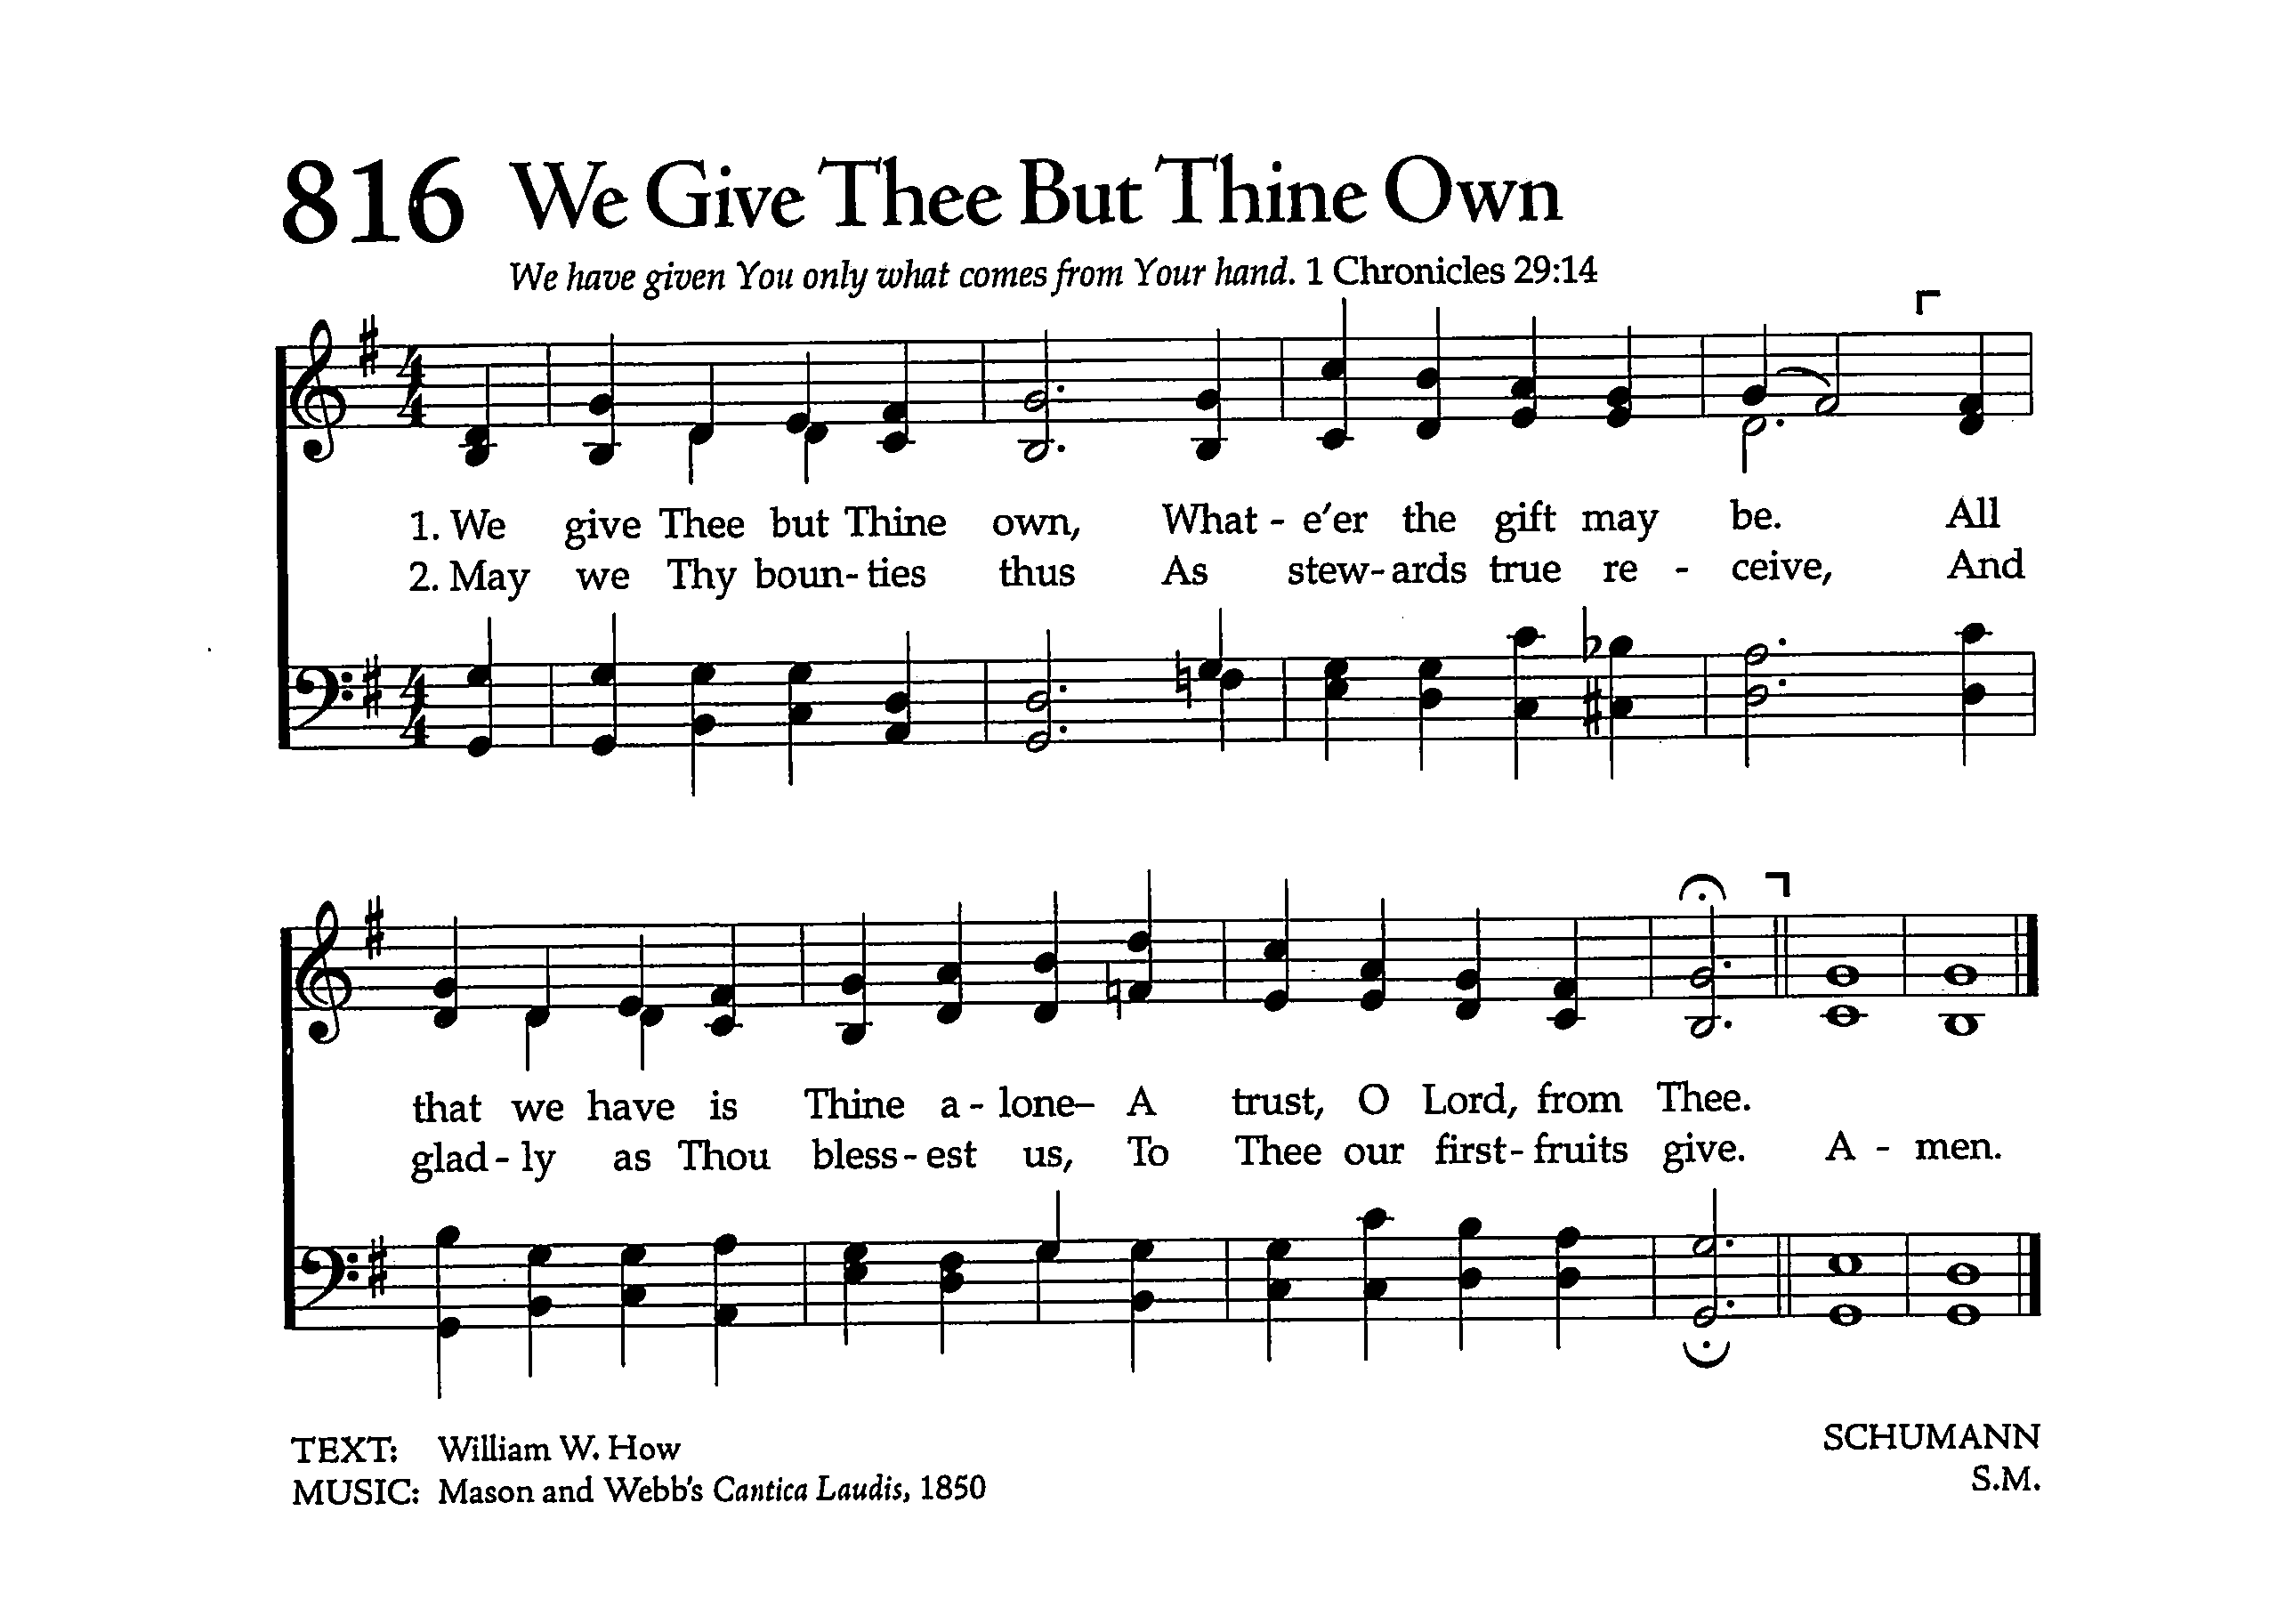 816 We Give Thee But Thine Own
We have given You only what comes from Your hand. 1 Chronicles 29:14
1. We give Thee but Thine own, What - e'er the gift may be. All
2. May we Thy boun- ties thus As stew- ards true re - ceive, And
that we have is Thine a - lone– A trust, O Lord, from Thee.
glad - ly as Thou bless - est us, To Thee our first - fruits give. A - men.
TEXT: William W. How SCHUMANN
MUSIC: Mason and Webb's Cantica Laudis, 1850 S.M.